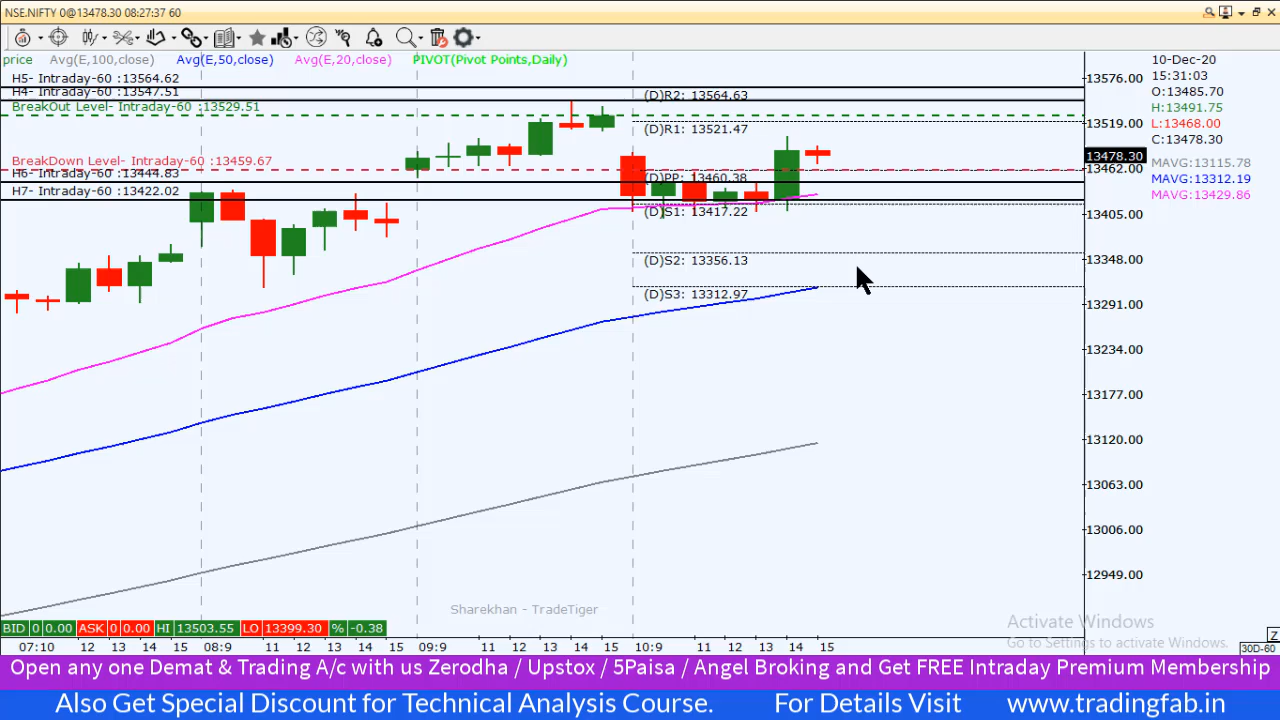 NSE.NIFTY 0@13478.30 08:27:37 60
price Avg(E,100,close) Avg(E,50,close) Avg(E,20,close) PIVOT(Pivot Points,Daily)
H5- Intraday-60 :13564.62
H4- Intraday-60 :13547.51
BreakOut Level- Intraday-60 :13529.51
BreakDown Level- Intraday-60 :13459.67
H6- Intraday-60 :13444.83
H7- Intraday-60 :13422.02
(D)R2: 13564.63
(D)R1: 13521.47
(D)PP: 13460.38
(D)S1: 13417.22
(D)S2: 13356.13
(D)S3: 13312.97
13576.00
13519.00
13478.30
13462.00
13405.00
13348.00
13291.00
13234.00
13177.00
13120.00
13063.00
13006.00
12949.00
10-Dec-20
15:31:03
O:13485.70
H:13491.75
L:13468.00
C:13478.30
MAVG:13115.78
MAVG:13312.19
MAVG:13429.86
Sharekhan - TradeTiger
Activate Windows
Go to Settings to activate Windows.
BID 0 0.00 ASK 0 0.00 HI 13503.55 LO 13399.30 % -0.38
Z
07:10 12 13 14 15 08:9 11 12 13 14 15 09:9 11 12 13 14 15 10:9 11 12 13 14 15 30D-60
Open any one Demat & Trading A/c with us Zerodha / Upstox / 5Paisa / Angel Broking and Get FREE Intraday Premium Membership
Also Get Special Discount for Technical Analysis Course. For Details Visit www.tradingfab.in